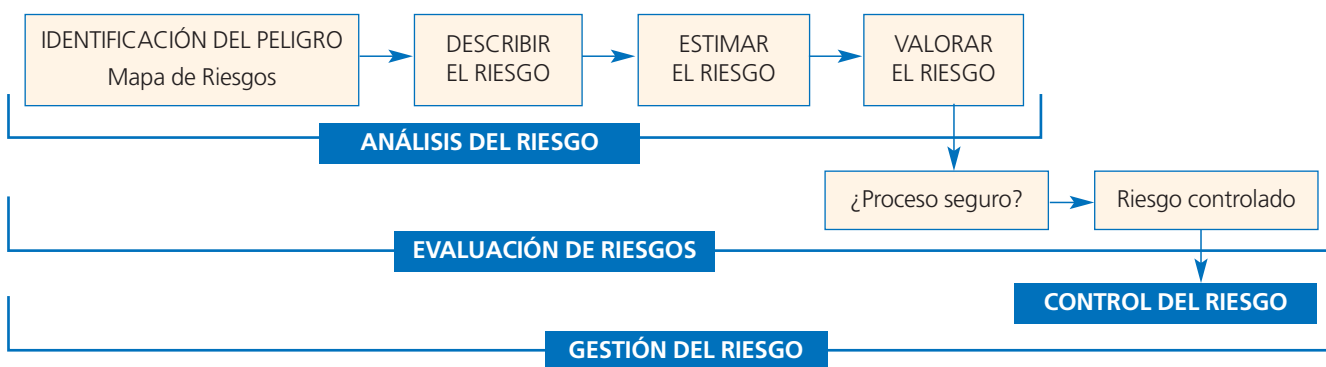 IDENTIFICACIÓN DEL PELIGRO
Mapa de Riesgos
DESCRIBIR
EL RIESGO
ESTIMAR
EL RIESGO
VALORAR
EL RIESGO
ANÁLISIS DEL RIESGO
¿Proceso seguro?
Riesgo controlado
EVALUACIÓN DE RIESGOS
CONTROL DEL RIESGO
GESTIÓN DEL RIESGO